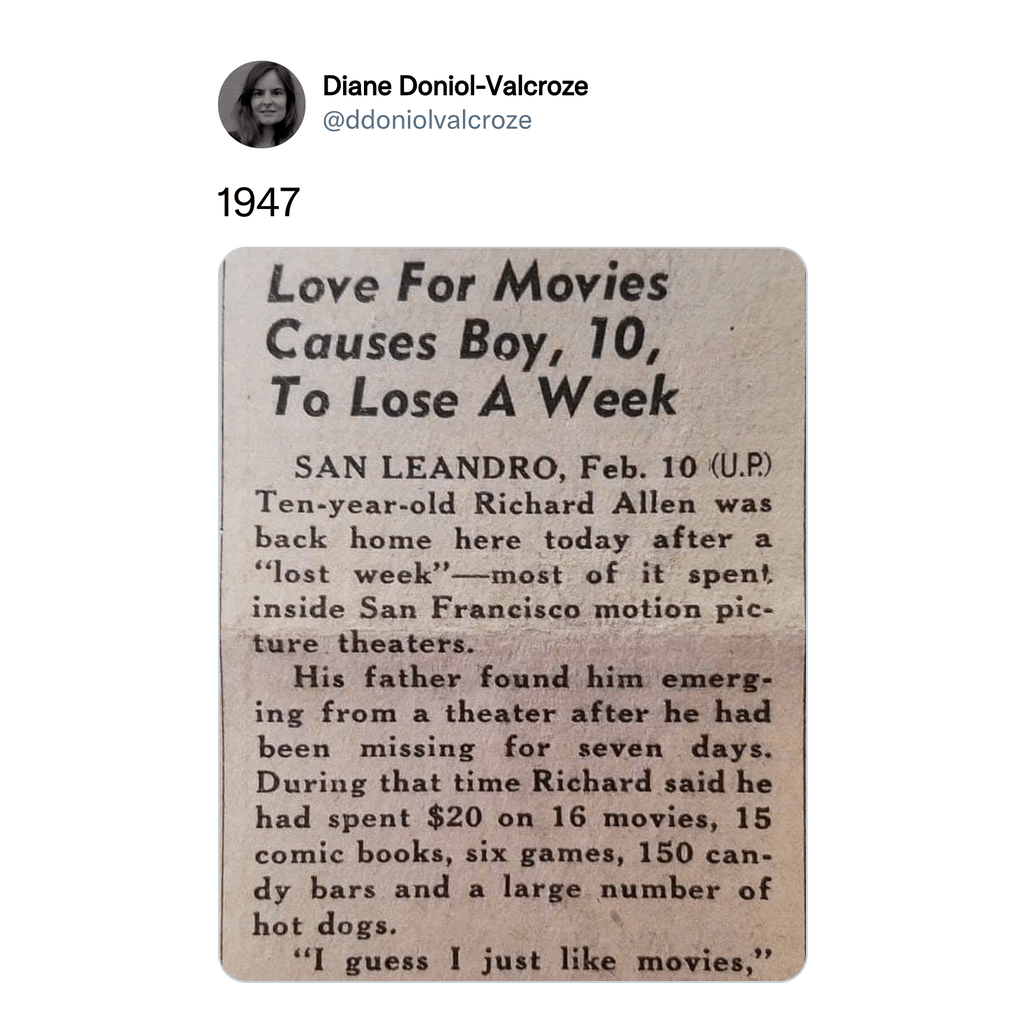 Diane Doniol-Valcroze
@ddoniolvalcroze
1947
Love For Movies
Causes Boy, 10,
To Lose A Week
SAN LEANDRO, Feb. 10 (U.P.)
Ten-year-old Richard Allen was
back home here today after a
“lost week”—most of it spent
inside San Francisco motion pic-
ture theaters.
His father found him emerg-
ing from a theater after he had
been missing for seven days.
During that time Richard said he
had spent $20 on 16 movies, 15
comic books, six games, 150 can-
dy bars and a large number of
hot dogs.
“I guess I just like movies,”